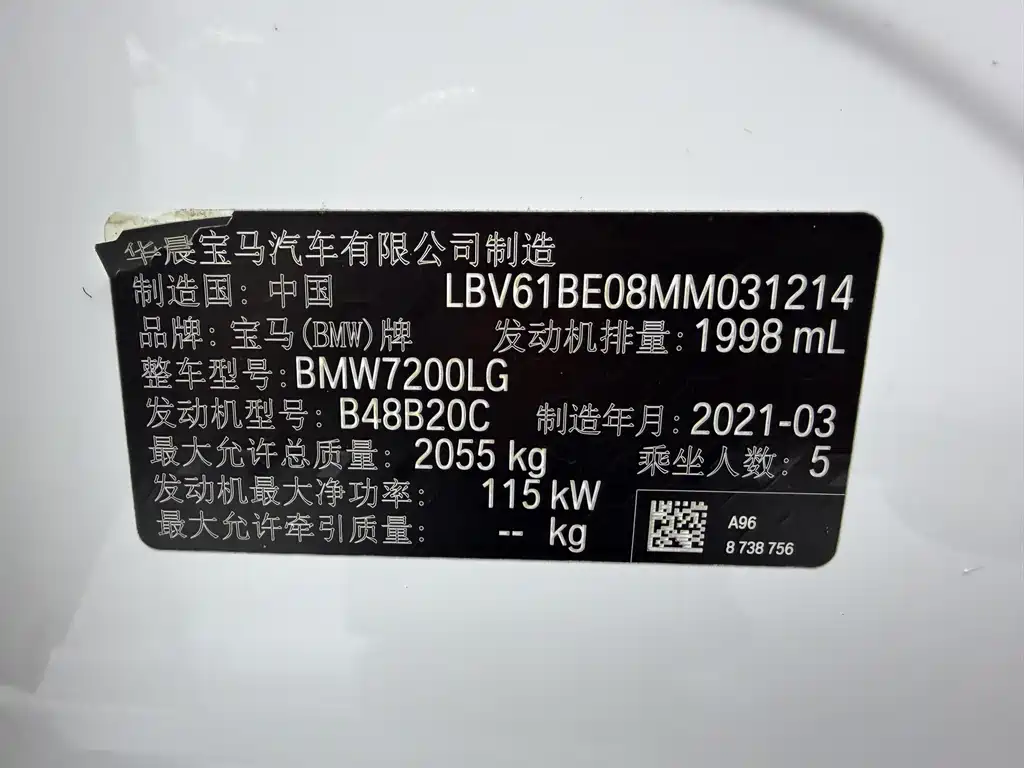 华晨宝马汽车有限公司制造
制造国: 中国 LBV61BE08MM031214
品牌: 宝马(BMW)牌 发动机排量: 1998 mL
整车型号: BMW7200LG
发动机型号: B48B20C 制造年月: 2021-03
最大允许总质量: 2055 kg 乘坐人数: 5
发动机最大净功率: 115 kW
最大允许牵引质量: -- kg
A96
8 738 756